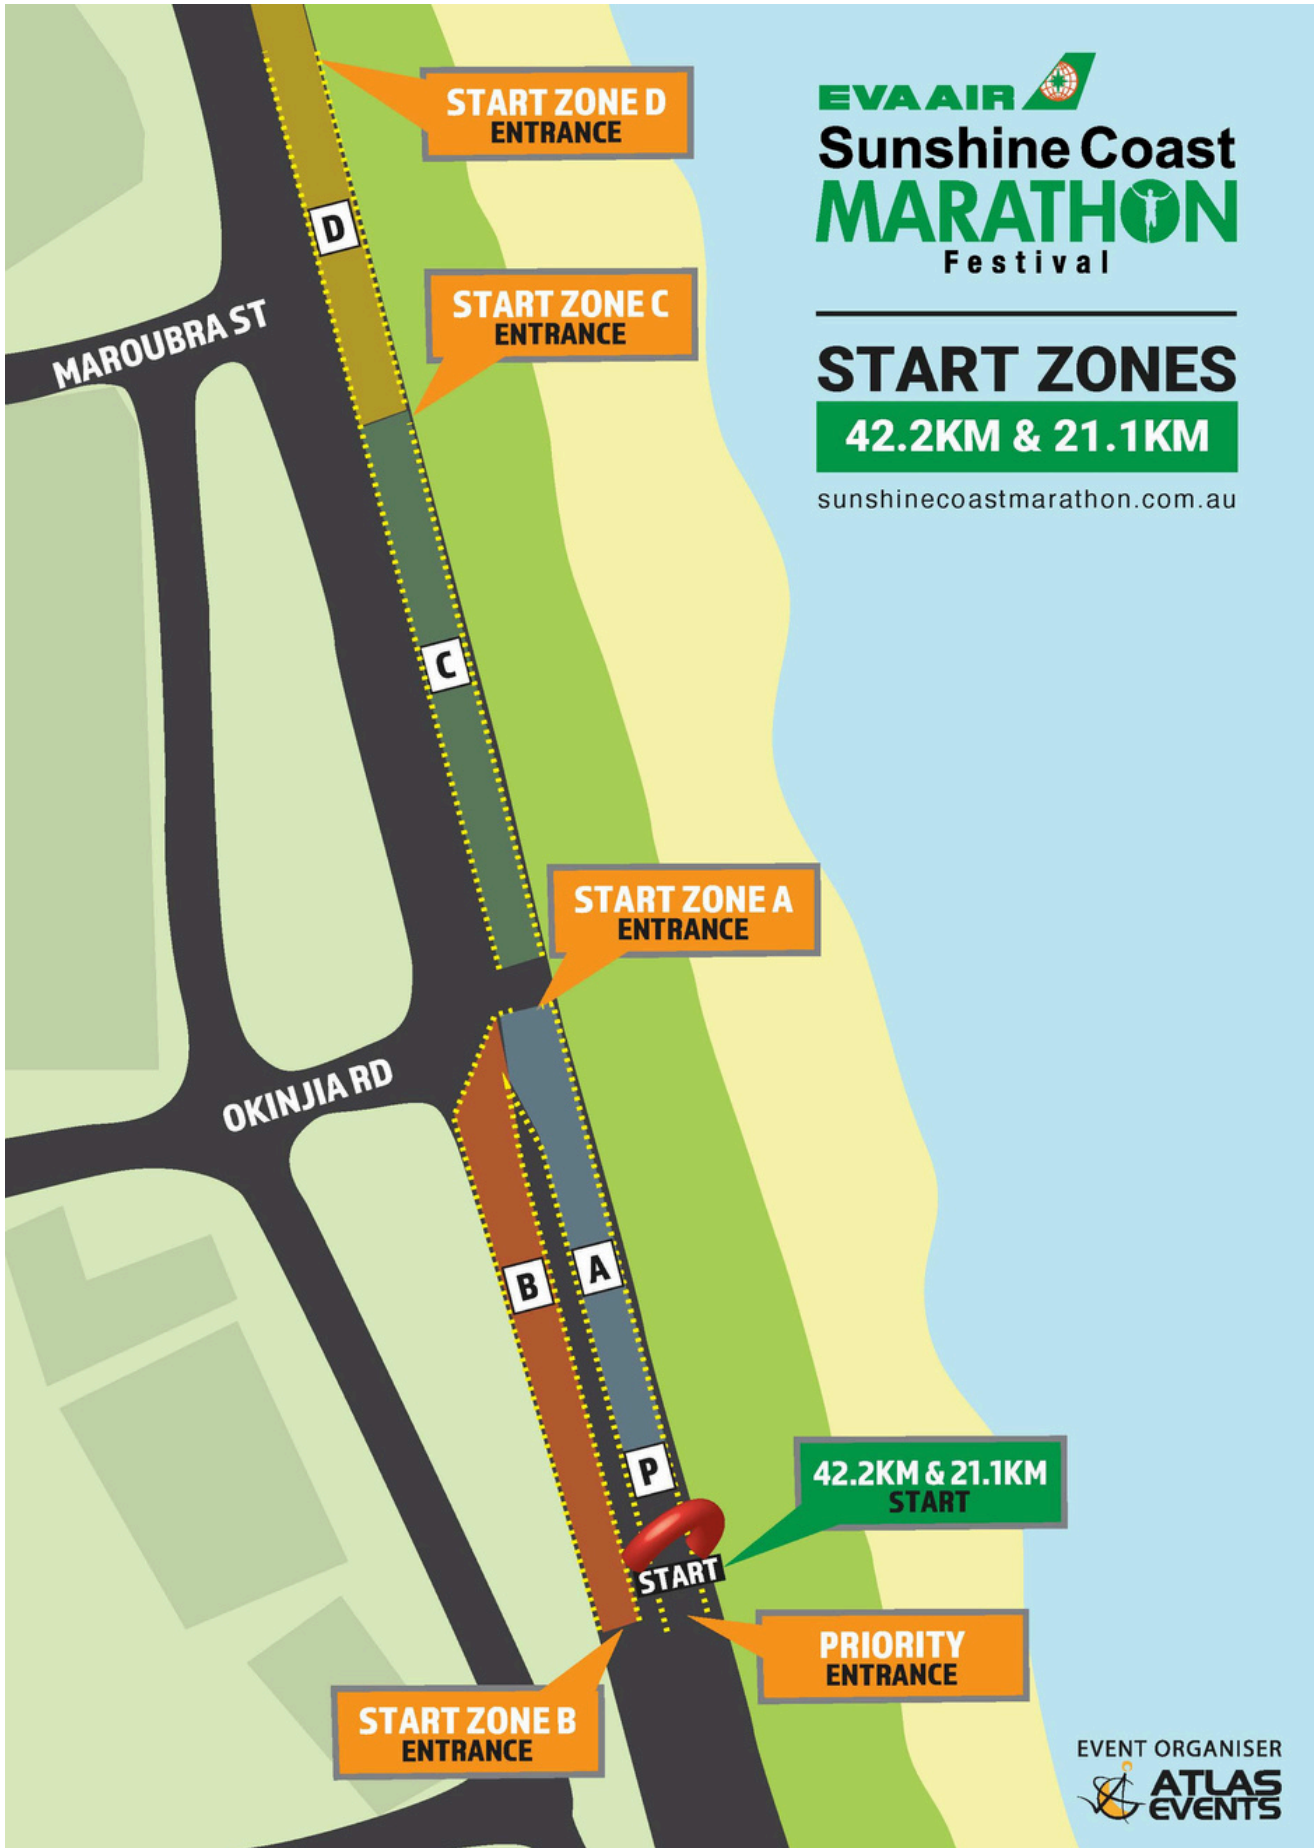 EVA AIR
Sunshine Coast
MARATHON
Festival
START ZONES
42.2KM & 21.1KM
sunshinecoastmarathon.com.au
START ZONE D
ENTRANCE
D
START ZONE C
ENTRANCE
MAROUBRA ST
C
START ZONE A
ENTRANCE
OKINJIA RD
B
A
P
42.2KM & 21.1KM
START
START
PRIORITY
ENTRANCE
START ZONE B
ENTRANCE
EVENT ORGANISER
ATLAS
EVENTS